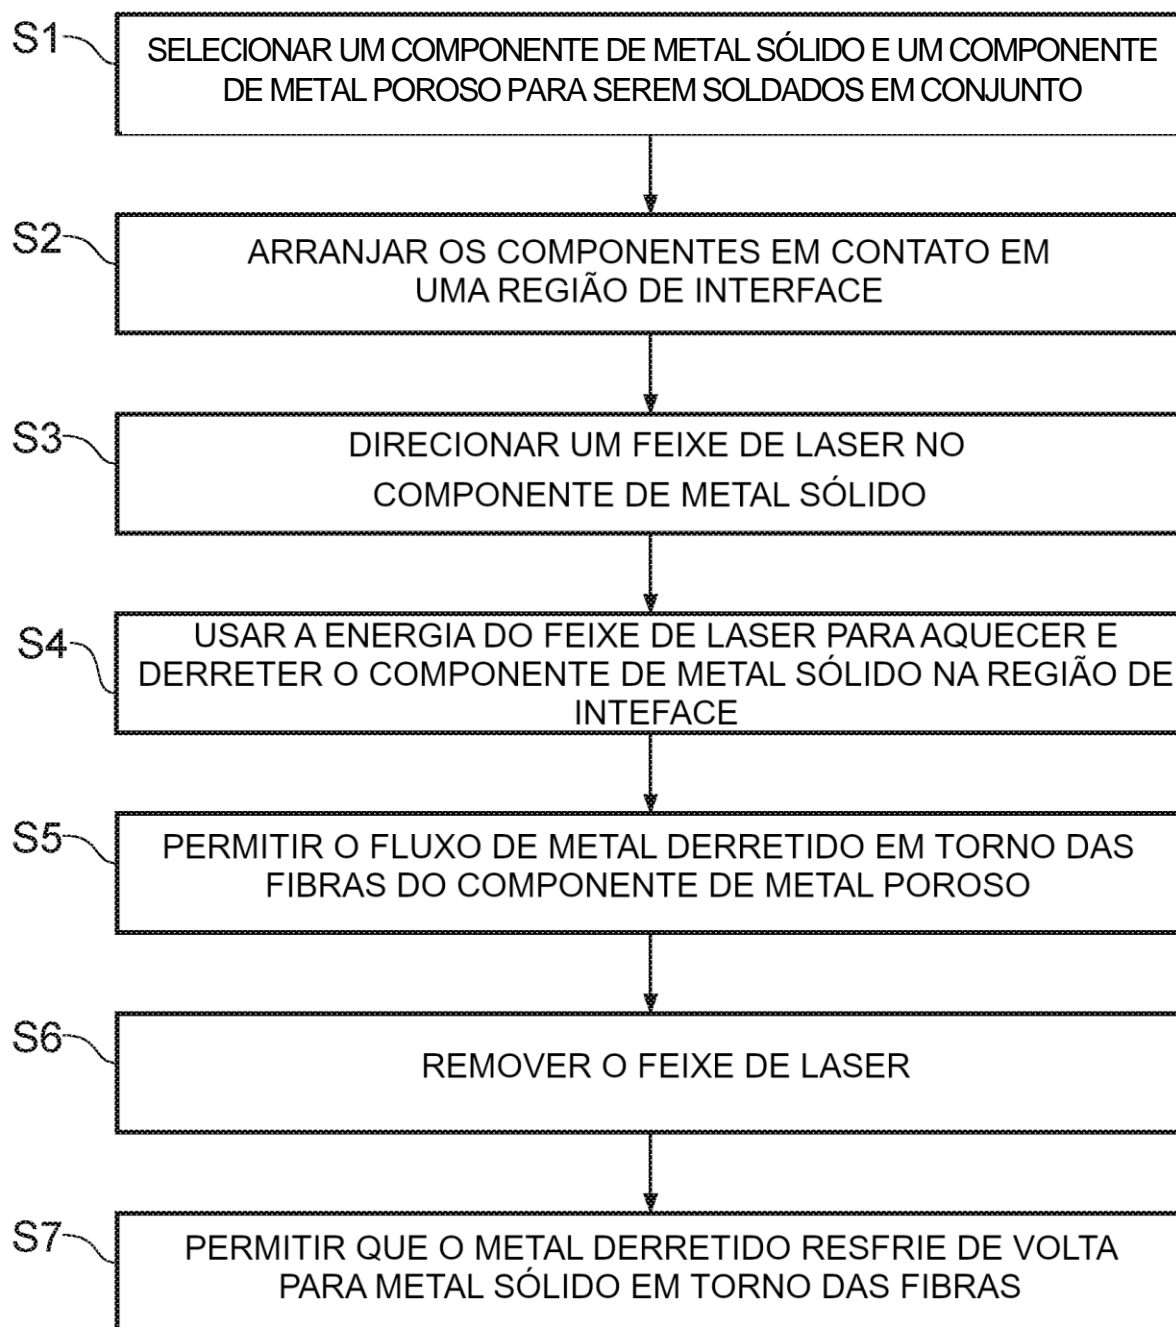 S1
SELECIONAR UM COMPONENTE DE METAL SÓLIDO E UM COMPONENTE
DE METAL POROSO PARA SEREM SOLDADOS EM CONJUNTO
S2
ARRANJAR OS COMPONENTES EM CONTATO EM
UMA REGIÃO DE INTERFACE
S3
DIRECIONAR UM FEIXE DE LASER NO
COMPONENTE DE METAL SÓLIDO
S4
USAR A ENERGIA DO FEIXE DE LASER PARA AQUECER E
DERRETER O COMPONENTE DE METAL SÓLIDO NA REGIÃO DE
INTEFACE
S5
PERMITIR O FLUXO DE METAL DERRETIDO EM TORNO DAS
FIBRAS DO COMPONENTE DE METAL POROSO
S6
REMOVER O FEIXE DE LASER
S7
PERMITIR QUE O METAL DERRETIDO RESFRIE DE VOLTA
PARA METAL SÓLIDO EM TORNO DAS FIBRAS